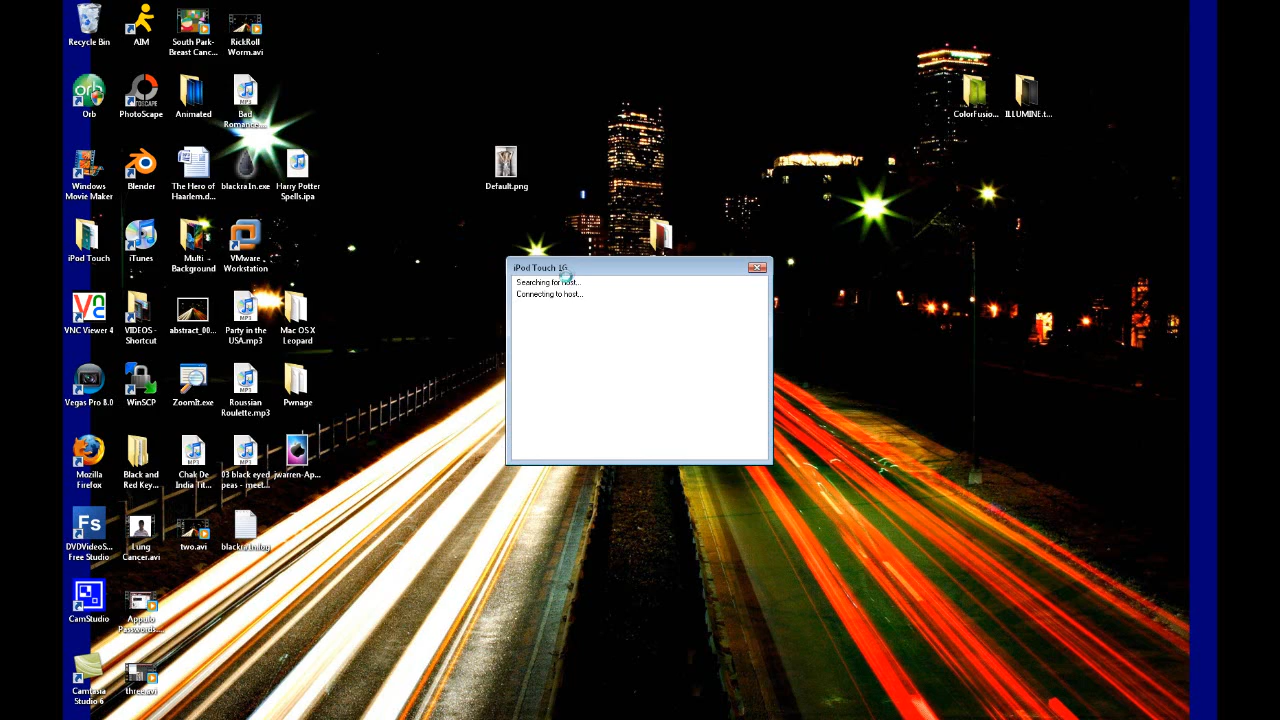 Recycle Bin
AIM
South Park-
Breast Canc...
RickRoll
Worm.avi
Orb
PhotoScape
Animated
Bad
Romance....
ColorFusio...
ILLUMINE.t...
Windows
Movie Maker
Blender
The Hero of
Haarlem.d...
blackra1n.exe
Harry Potter
Spells.ipa
Default.png
iPod Touch
iTunes
Multi
Background
VMware
Workstation
iPod Touch 1G
Searching for host...
Connecting to host...
VNC Viewer 4
VIDEOS -
Shortcut
abstract_00...
Party in the
USA.mp3
Mac OS X
Leopard
Vegas Pro 8.0
WinSCP
ZoomIt.exe
Roussian
Roulette.mp3
Pwnage
Mozilla
Firefox
Black and
Red Key...
Chak De
India Tit...
03 black eyed
peas - meet...
jwarren-Ap...
Fs
DVDVideoS...
Free Studio
Lung
Cancer.avi
two.avi
blackra1n.log
CamStudio
Appulo
Passwords....
Camtasia
Studio 6
three.avi